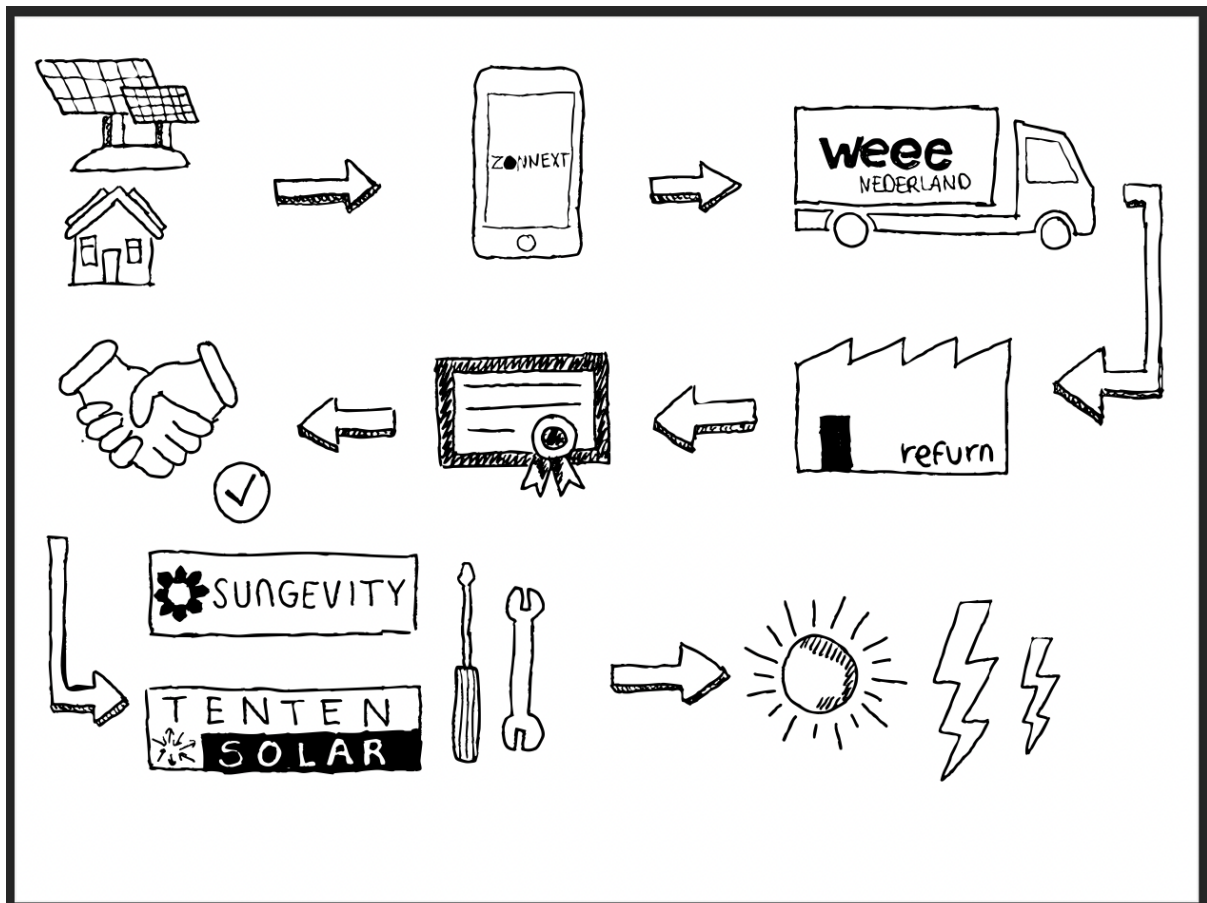 ZONNEXT
weee
NEDERLAND
refurn
SUNGEVITY
TENTEN
SOLAR